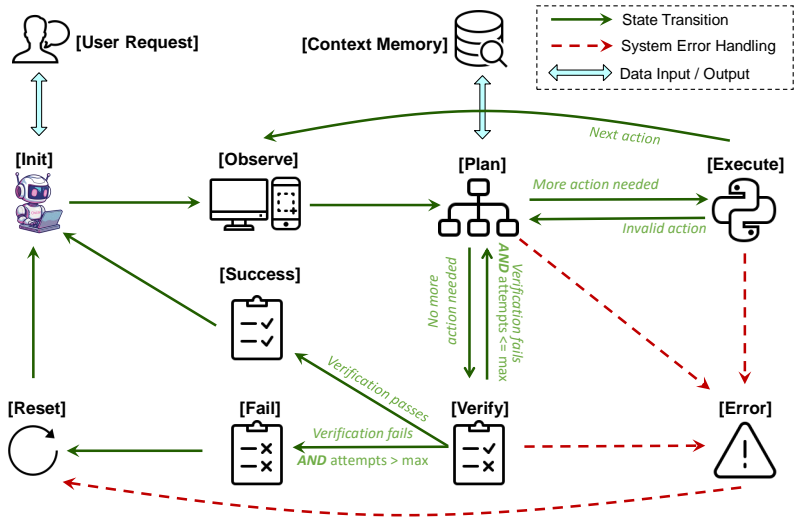 [User Request]
[Context Memory]
State Transition
System Error Handling
Data Input / Output
Next action
[Init]
[Observe]
[Plan]
[Execute]
More action needed
Invalid action
[Success]
No more
action needed
Verification fails
AND attempts <= max
Verification passes
[Reset]
[Fail]
[Verify]
[Error]
Verification fails
AND attempts > max